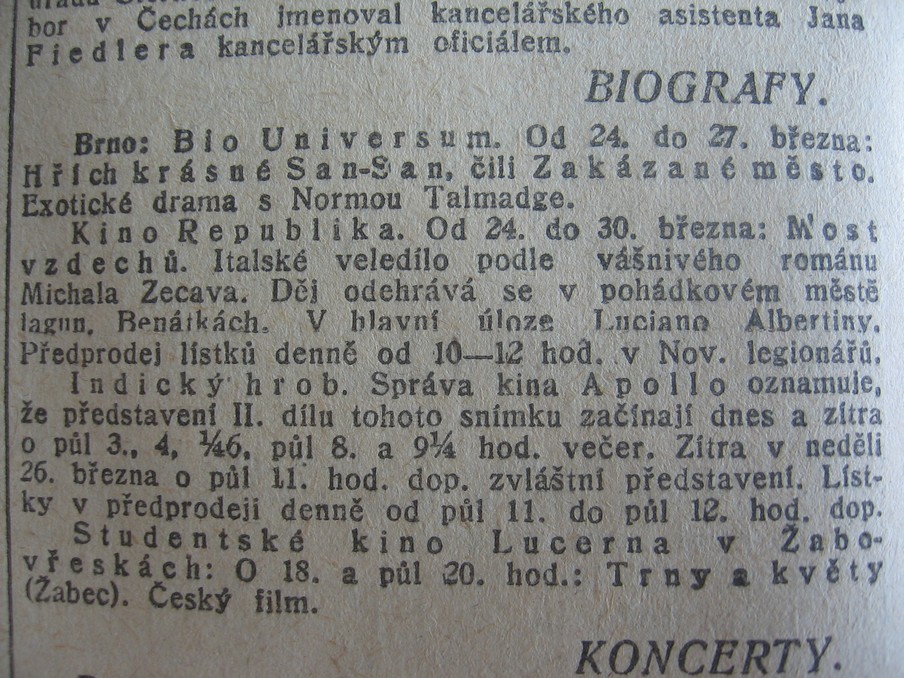 bor v Čechách jmenoval kancelářského asistenta Jana
Fiedlera kancelářským oficiálem.
BIOGRAFY.
Brno: Bio Universum. Od 24. do 27. března:
Hřích krásné San-San, čili Zakázané město.
Exotické drama s Normou Talmadge.
Kino Republika. Od 24. do 30. března: Most
vzdechů. Italské veledílo podle vášnivého románu
Michala Zecava. Děj odehrává se v pohádkovém městě
lagun, Benátkách. V hlavní úloze Luciano Albertiny.
Předprodej lístků denně od 10—12 hod. v Nov. legionářů.
Indický hrob. Správa kina Apollo oznamuje,
že představení II. dílu tohoto snímku začínají dnes a zítra
o půl 3., 4, ¼6, půl 8. a 9¼ hod. večer. Zítra v neděli
26. března o půl 11. hod. dop. zvláštní představení. Líst-
ky v předprodeji denně od půl 11. do půl 12. hod. dop.
Studentské kino Lucerna v Žabo-
vřeskách: O 18. a půl 20. hod.: Trny a květy
(Žabec). Český film.
KONCERTY.